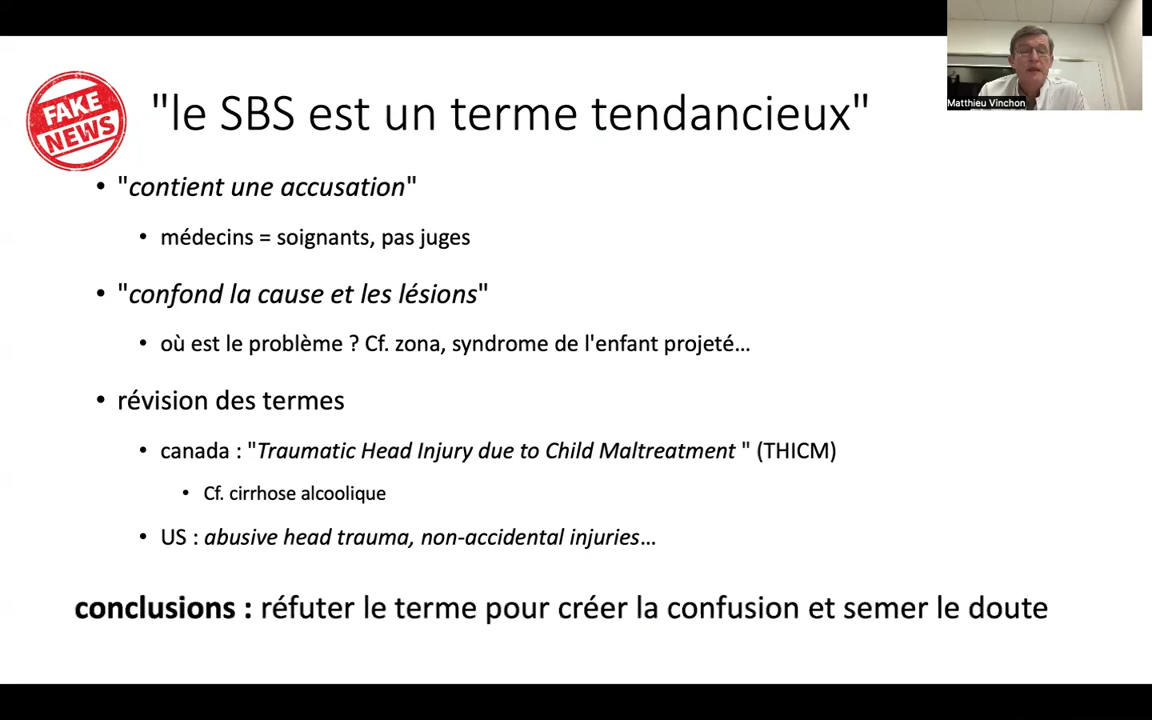 FAKE
NEWS
"le SBS est un terme tendancieux"
Matthieu Vinchon
• "contient une accusation"
• médecins = soignants, pas juges
• "confond la cause et les lésions"
• où est le problème ? Cf. zona, syndrome de l'enfant projeté…
• révision des termes
• canada : "Traumatic Head Injury due to Child Maltreatment " (THICM)
• Cf. cirrhose alcoolique
• US : abusive head trauma, non-accidental injuries…
conclusions : réfuter le terme pour créer la confusion et semer le doute